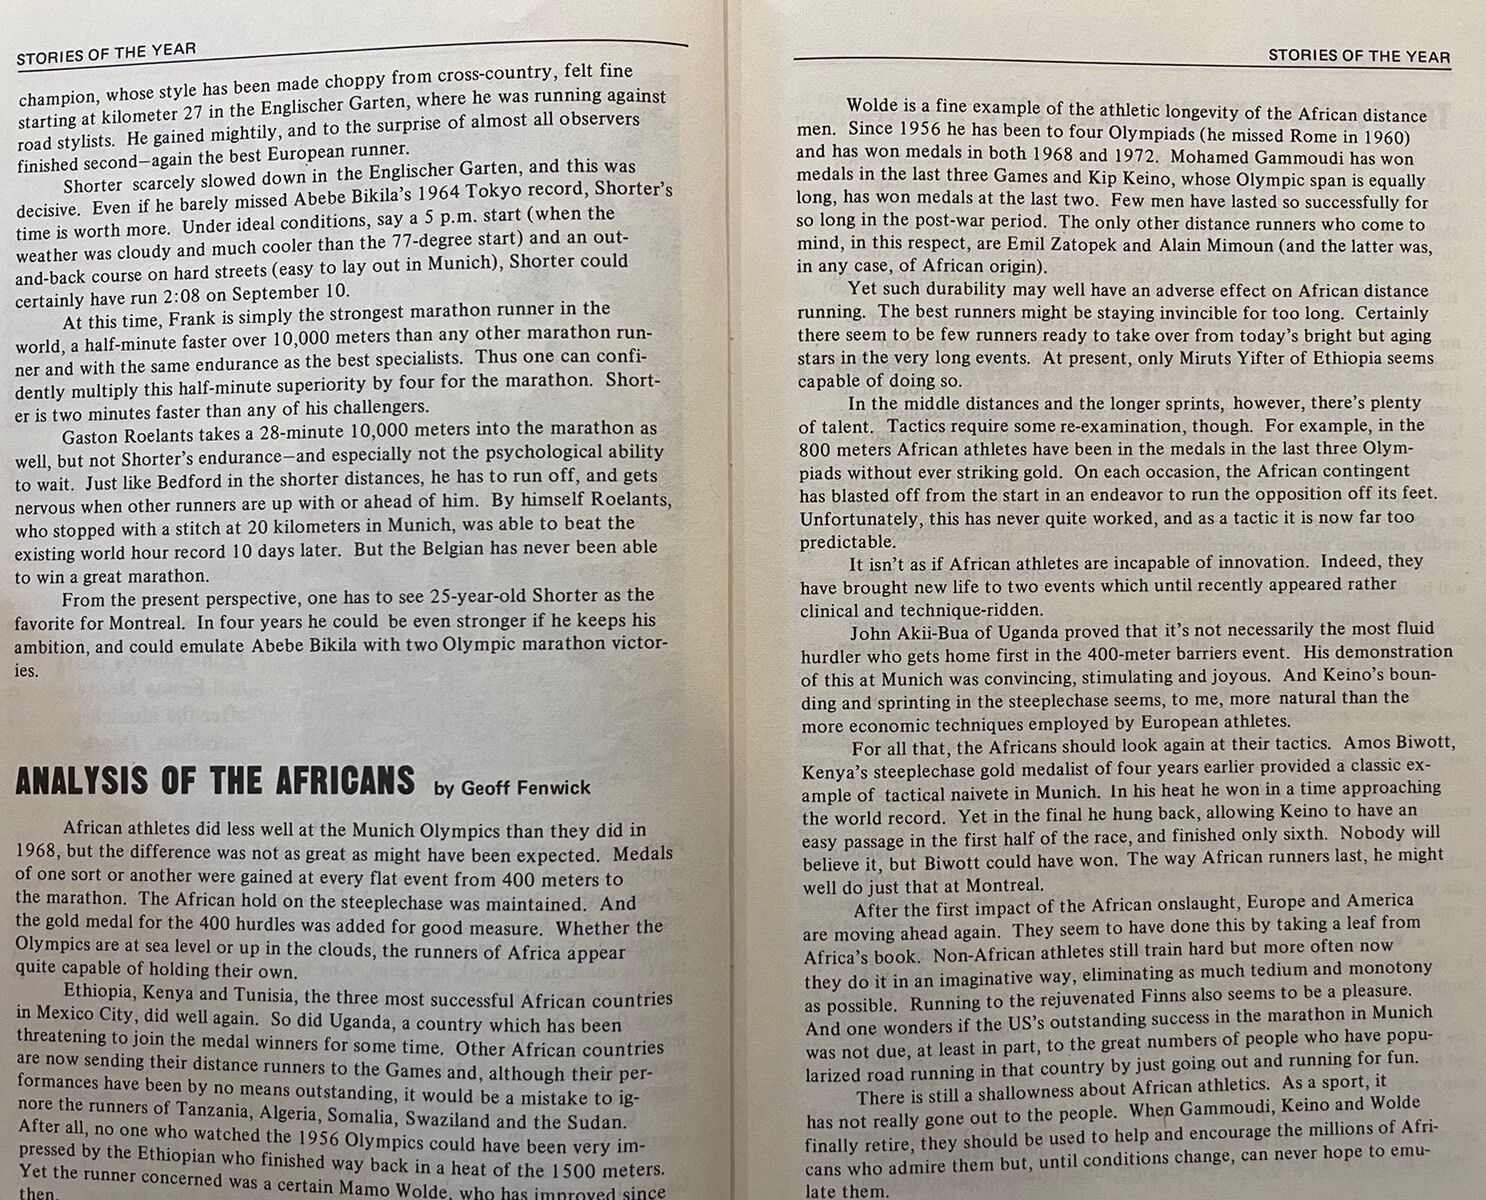 STORIES OF THE YEAR
champion, whose style has been made choppy from cross-country, felt fine
starting at kilometer 27 in the Englischer Garten, where he was running against
road stylists. He gained mightily, and to the surprise of almost all observers
finished second—again the best European runner.
Shorter scarcely slowed down in the Englischer Garten, and this was
decisive. Even if he barely missed Abebe Bikila's 1964 Tokyo record, Shorter's
time is worth more. Under ideal conditions, say a 5 p.m. start (when the
weather was cloudy and much cooler than the 77-degree start) and an out-
and-back course on hard streets (easy to lay out in Munich), Shorter could
certainly have run 2:08 on September 10.
At this time, Frank is simply the strongest marathon runner in the
world, a half-minute faster over 10,000 meters than any other marathon run-
ner and with the same endurance as the best specialists. Thus one can confi-
dently multiply this half-minute superiority by four for the marathon. Short-
er is two minutes faster than any of his challengers.
Gaston Roelants takes a 28-minute 10,000 meters into the marathon as
well, but not Shorter's endurance—and especially not the psychological ability
to wait. Just like Bedford in the shorter distances, he has to run off, and gets
nervous when other runners are up with or ahead of him. By himself Roelants,
who stopped with a stitch at 20 kilometers in Munich, was able to beat the
existing world hour record 10 days later. But the Belgian has never been able
to win a great marathon.
From the present perspective, one has to see 25-year-old Shorter as the
favorite for Montreal. In four years he could be even stronger if he keeps his
ambition, and could emulate Abebe Bikila with two Olympic marathon victor-
ies.
ANALYSIS OF THE AFRICANS by Geoff Fenwick
African athletes did less well at the Munich Olympics than they did in
1968, but the difference was not as great as might have been expected. Medals
of one sort or another were gained at every flat event from 400 meters to
the marathon. The African hold on the steeplechase was maintained. And
the gold medal for the 400 hurdles was added for good measure. Whether the
Olympics are at sea level or up in the clouds, the runners of Africa appear
quite capable of holding their own.
Ethiopia, Kenya and Tunisia, the three most successful African countries
in Mexico City, did well again. So did Uganda, a country which has been
threatening to join the medal winners for some time. Other African countries
are now sending their distance runners to the Games and, although their per-
formances have been by no means outstanding, it would be a mistake to ig-
nore the runners of Tanzania, Algeria, Somalia, Swaziland and the Sudan.
After all, no one who watched the 1956 Olympics could have been very im-
pressed by the Ethiopian who finished way back in a heat of the 1500 meters.
Yet the runner concerned was a certain Mamo Wolde, who has improved since
then.
STORIES OF THE YEAR
Wolde is a fine example of the athletic longevity of the African distance
men. Since 1956 he has been to four Olympiads (he missed Rome in 1960)
and has won medals in both 1968 and 1972. Mohamed Gammoudi has won
medals in the last three Games and Kip Keino, whose Olympic span is equally
long, has won medals at the last two. Few men have lasted so successfully for
so long in the post-war period. The only other distance runners who come to
mind, in this respect, are Emil Zatopek and Alain Mimoun (and the latter was,
in any case, of African origin).
Yet such durability may well have an adverse effect on African distance
running. The best runners might be staying invincible for too long. Certainly
there seem to be few runners ready to take over from today's bright but aging
stars in the very long events. At present, only Miruts Yifter of Ethiopia seems
capable of doing so.
In the middle distances and the longer sprints, however, there's plenty
of talent. Tactics require some re-examination, though. For example, in the
800 meters African athletes have been in the medals in the last three Olym-
piads without ever striking gold. On each occasion, the African contingent
has blasted off from the start in an endeavor to run the opposition off its feet.
Unfortunately, this has never quite worked, and as a tactic it is now far too
predictable.
It isn't as if African athletes are incapable of innovation. Indeed, they
have brought new life to two events which until recently appeared rather
clinical and technique-ridden.
John Akii-Bua of Uganda proved that it's not necessarily the most fluid
hurdler who gets home first in the 400-meter barriers event. His demonstration
of this at Munich was convincing, stimulating and joyous. And Keino's boun-
ding and sprinting in the steeplechase seems, to me, more natural than the
more economic techniques employed by European athletes.
For all that, the Africans should look again at their tactics. Amos Biwott,
Kenya's steeplechase gold medalist of four years earlier provided a classic ex-
ample of tactical naivete in Munich. In his heat he won in a time approaching
the world record. Yet in the final he hung back, allowing Keino to have an
easy passage in the first half of the race, and finished only sixth. Nobody will
believe it, but Biwott could have won. The way African runners last, he might
well do just that at Montreal.
After the first impact of the African onslaught, Europe and America
are moving ahead again. They seem to have done this by taking a leaf from
Africa's book. Non-African athletes still train hard but more often now
they do it in an imaginative way, eliminating as much tedium and monotony
as possible. Running to the rejuvenated Finns also seems to be a pleasure.
And one wonders if the US's outstanding success in the marathon in Munich
was not due, at least in part, to the great numbers of people who have popu-
larized road running in that country by just going out and running for fun.
There is still a shallowness about African athletics. As a sport, it
has not really gone out to the people. When Gammoudi, Keino and Wolde
finally retire, they should be used to help and encourage the millions of Afri-
cans who admire them but, until conditions change, can never hope to emu-
late them.